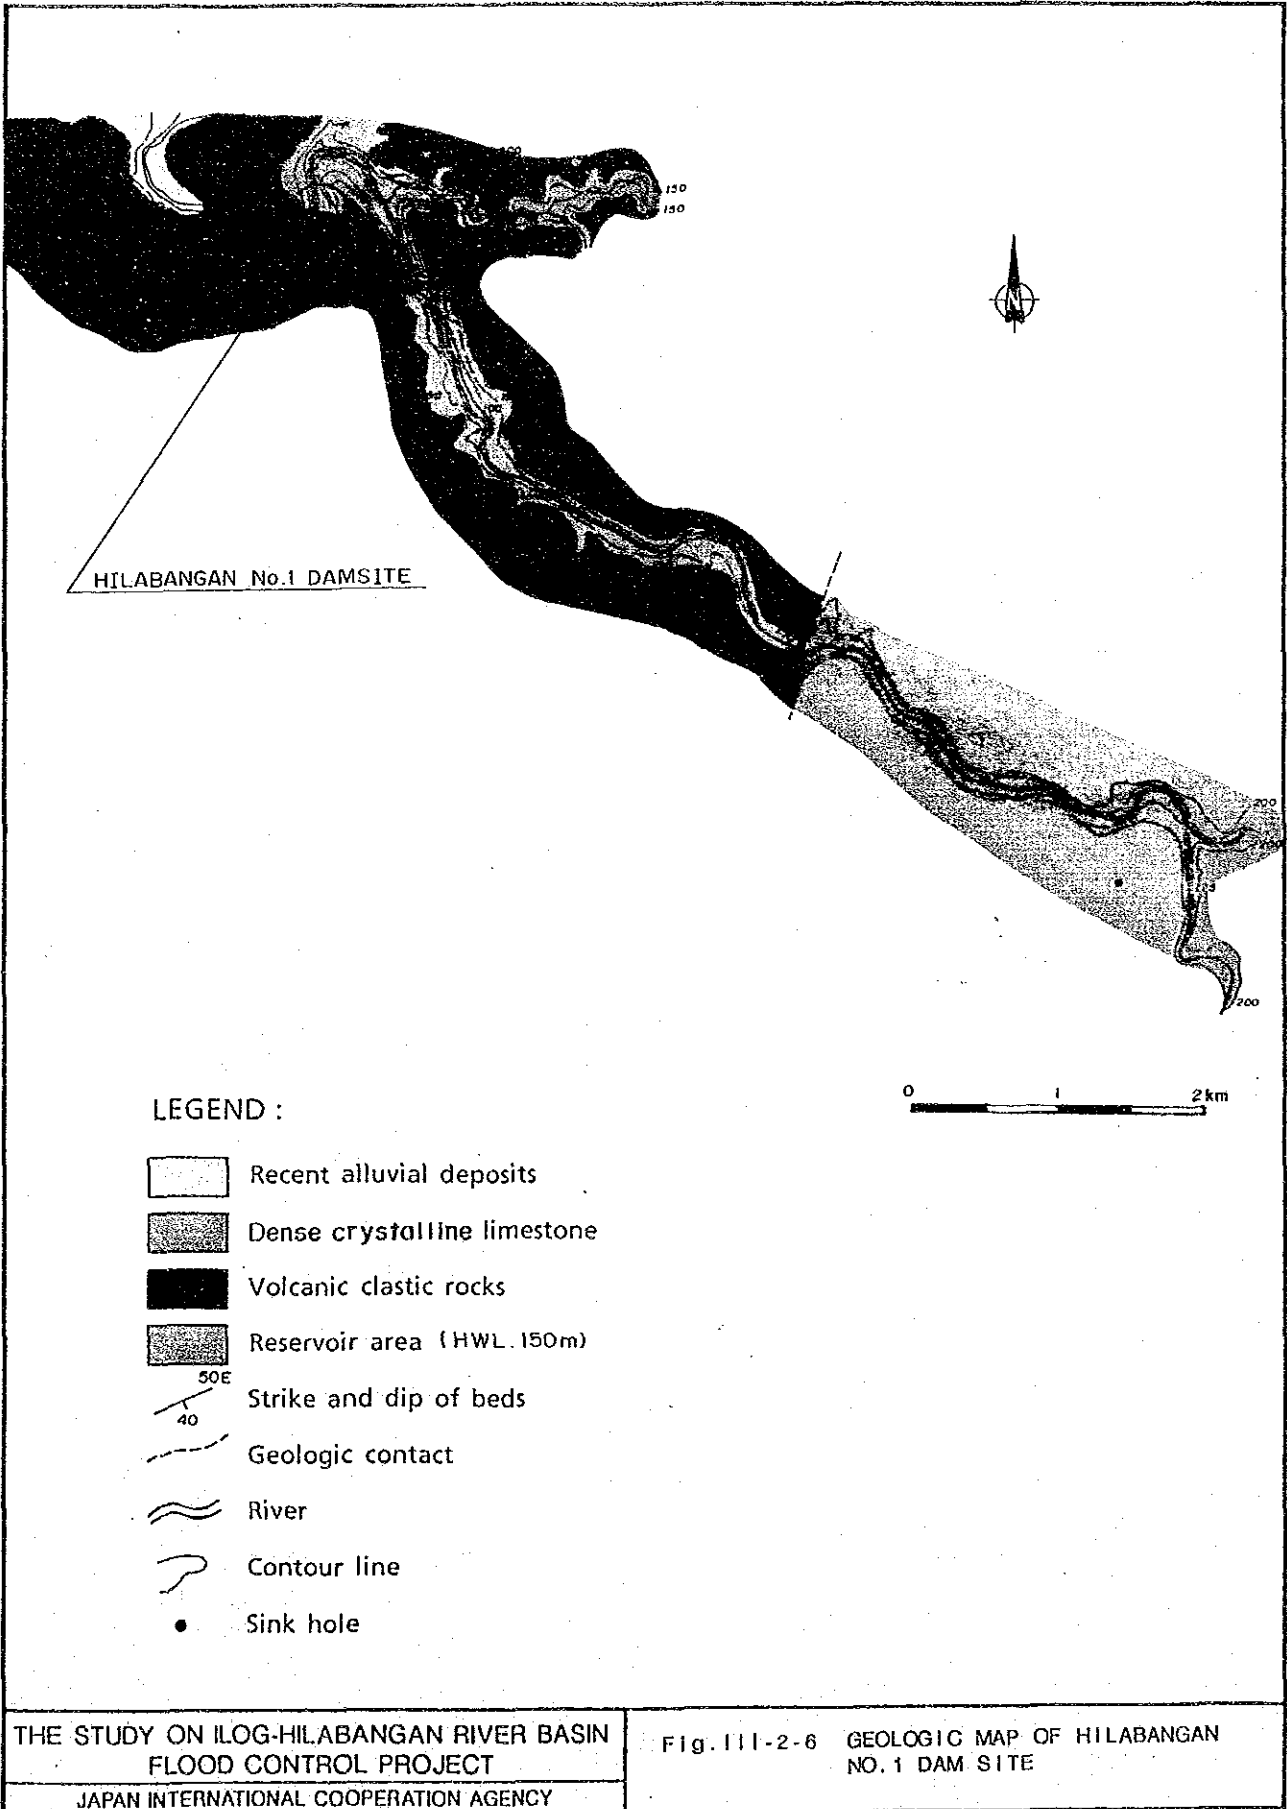 150
150
N
HILABANGAN No.1 DAMSITE
200
200
0 1 2 km
LEGEND :
Recent alluvial deposits
Dense crystalline limestone
Volcanic clastic rocks
Reservoir area (HWL.150m)
50E
40
Strike and dip of beds
Geologic contact
River
Contour line
Sink hole
THE STUDY ON ILOG-HILABANGAN RIVER BASIN
FLOOD CONTROL PROJECT
JAPAN INTERNATIONAL COOPERATION AGENCY
Fig.III-2-6 GEOLOGIC MAP OF HILABANGAN
NO.1 DAM SITE